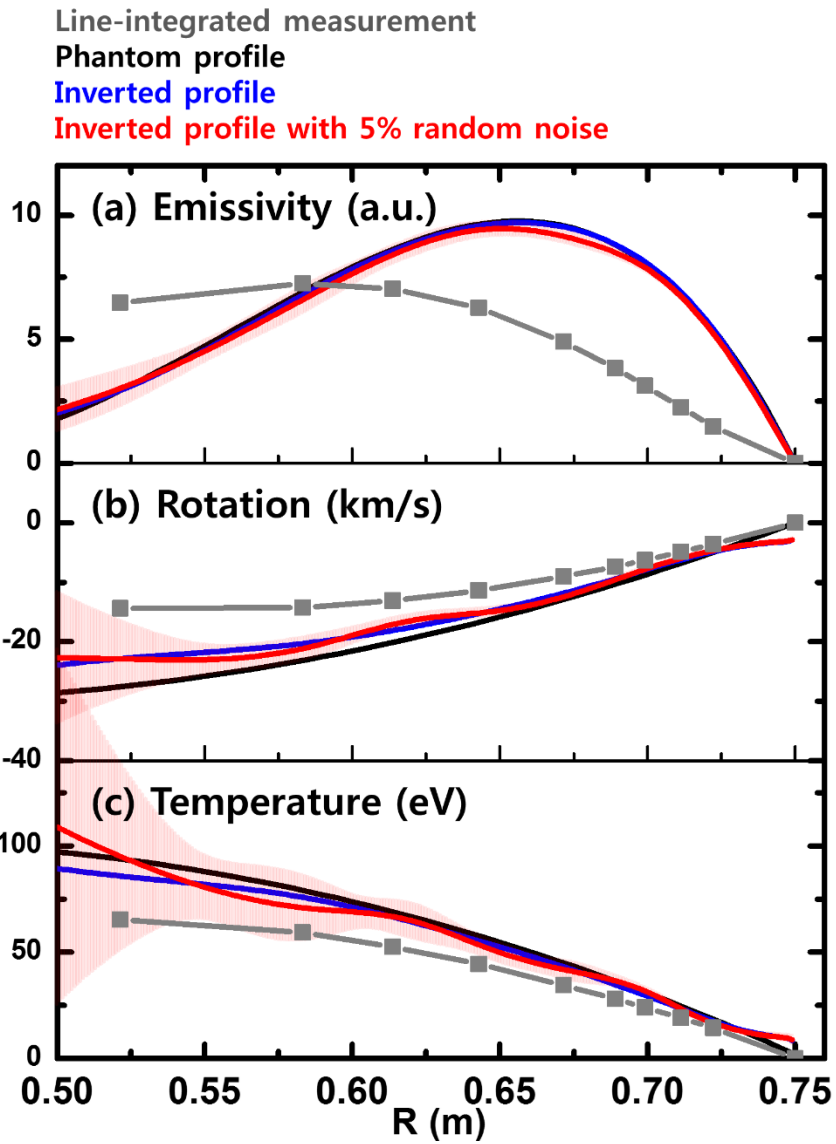 Line-integrated measurement
Phantom profile
Inverted profile
Inverted profile with 5% random noise
(a) Emissivity (a.u.)
10
5
0
(b) Rotation (km/s)
0
-20
-40
(c) Temperature (eV)
100
50
0
0.50 0.55 0.60 0.65 0.70 0.75
R (m)